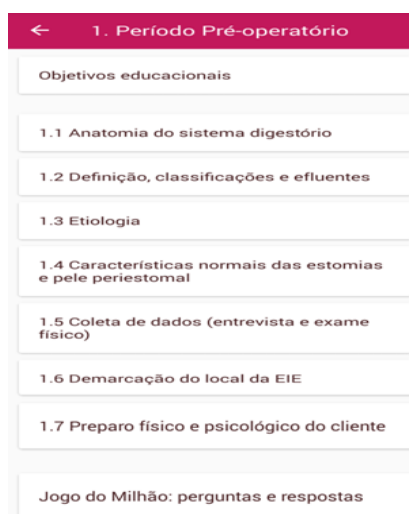 ← 1. Período Pré-operatório
Objetivos educacionais
1.1 Anatomia do sistema digestório
1.2 Definição, classificações e efluentes
1.3 Etiologia
1.4 Características normais das estomias
e pele periestomal
1.5 Coleta de dados (entrevista e exame
físico)
1.6 Demarcação do local da EIE
1.7 Preparo físico e psicológico do cliente
Jogo do Milhão: perguntas e respostas